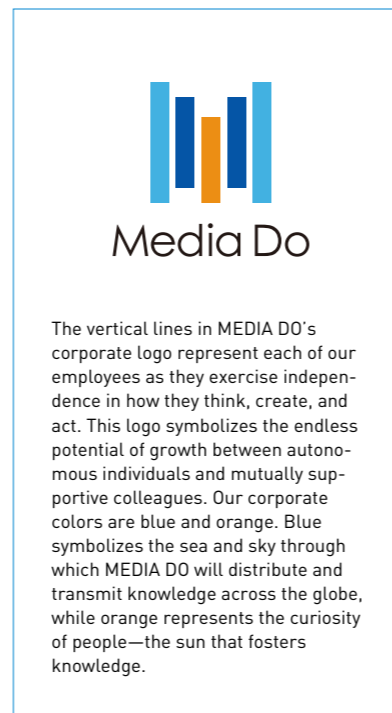 Media Do
The vertical lines in MEDIA DO's
corporate logo represent each of our
employees as they exercise indepen-
dence in how they think, create, and
act. This logo symbolizes the endless
potential of growth between autono-
mous individuals and mutually sup-
portive colleagues. Our corporate
colors are blue and orange. Blue
symbolizes the sea and sky through
which MEDIA DO will distribute and
transmit knowledge across the globe,
while orange represents the curiosity
of people—the sun that fosters
knowledge.